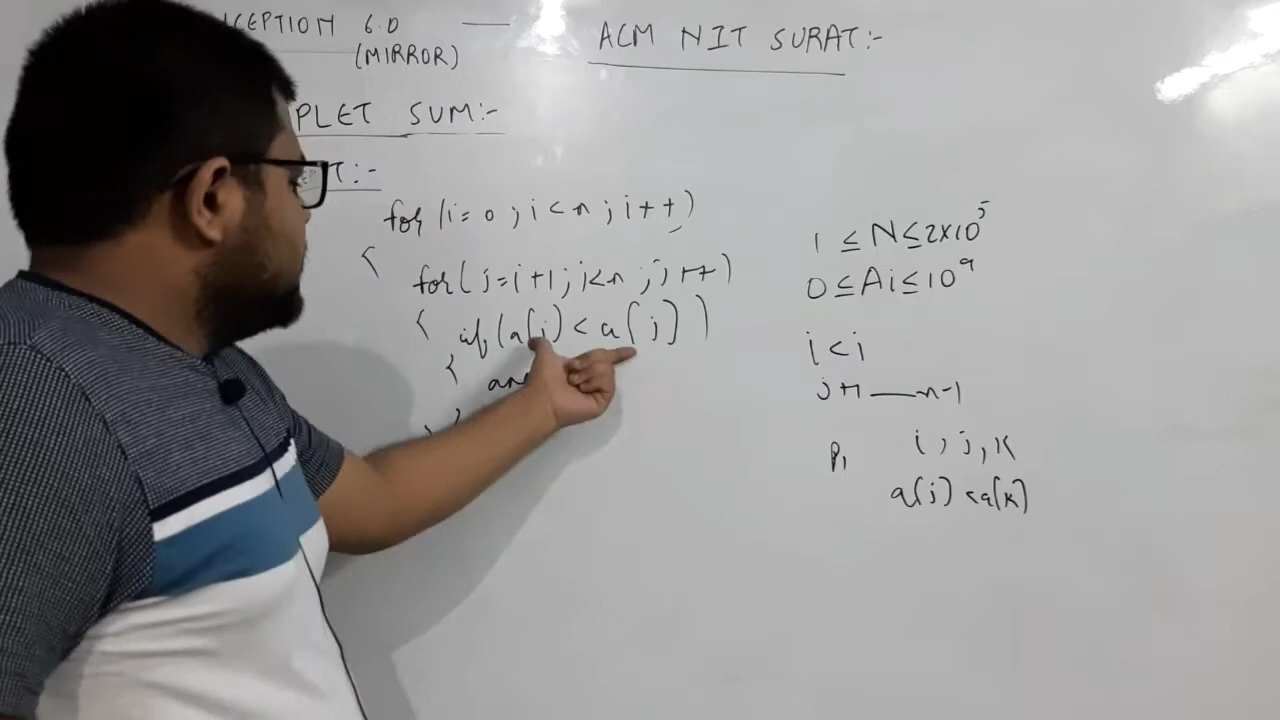 CEPTION 6.0 — ACM NIT SURAT:-
(MIRROR)
PLET SUM:-
T:-
for (i=0 ; i<n ; i++)
{
for(j=i+1 ; j<n ; j++)
{ if(a[i) < a[j])
{ an
}
1 ≤ N ≤ 2x10^5
0 ≤ Ai ≤ 10^9
i<j
j+1 — n-1
i, j, k
a[j) <a[k]